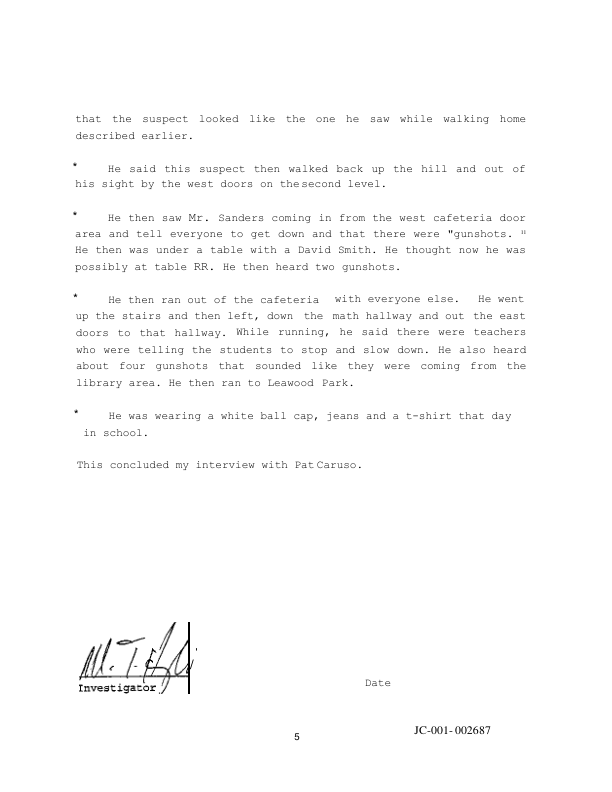 that the suspect looked like the one he saw while walking home
described earlier.
* He said this suspect then walked back up the hill and out of
his sight by the west doors on the second level.
* He then saw Mr. Sanders coming in from the west cafeteria door
area and tell everyone to get down and that there were "gunshots. "
He then was under a table with a David Smith. He thought now he was
possibly at table RR. He then heard two gunshots.
* He then ran out of the cafeteria with everyone else. He went
up the stairs and then left, down the math hallway and out the east
doors to that hallway. While running, he said there were teachers
who were telling the students to stop and slow down. He also heard
about four gunshots that sounded like they were coming from the
library area. He then ran to Leawood Park.
* He was wearing a white ball cap, jeans and a t-shirt that day
in school.
This concluded my interview with Pat Caruso.
Investigator
Date
5
JC-001-002687